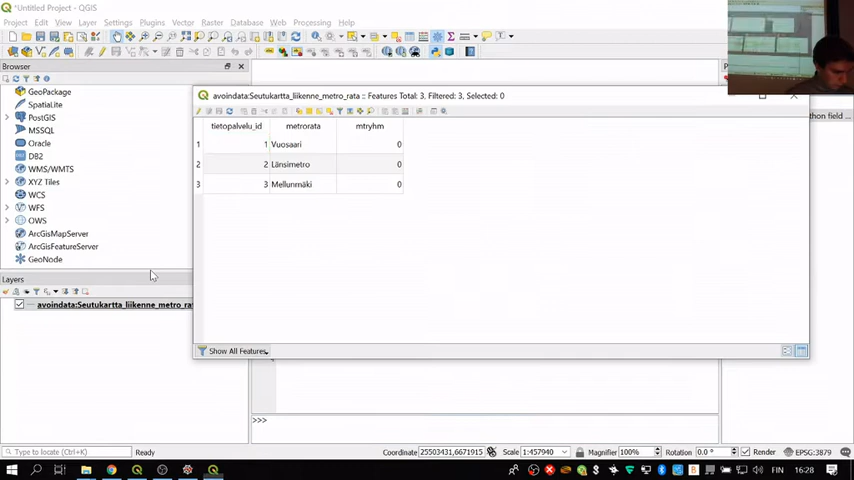 *Untitled Project - QGIS
Project Edit View Layer Settings Plugins Vector Raster Database Web Processing Help
Browser
GeoPackage
SpatiaLite
PostGIS
MSSQL
Oracle
DB2
WMS/WMTS
XYZ Tiles
WCS
WFS
OWS
ArcGisMapServer
ArcGisFeatureServer
GeoNode
Layers
avoindata:Seutukartta_liikenne_metro_rat
avoindata:Seutukartta_liikenne_metro_rata :: Features Total: 3, Filtered: 3, Selected: 0
tietopalvelu_id metrorata mtryhm
1 1 Vuosaari 0
2 2 Länsimetro 0
3 3 Mellunmäki 0
Show All Features
thon field ...
>>>
Type to locate (Ctrl+K) Ready Coordinate 25503431,6671915 Scale 1:457940 Magnifier 100% Rotation 0.0 ° Render EPSG:3879
FIN 16:28